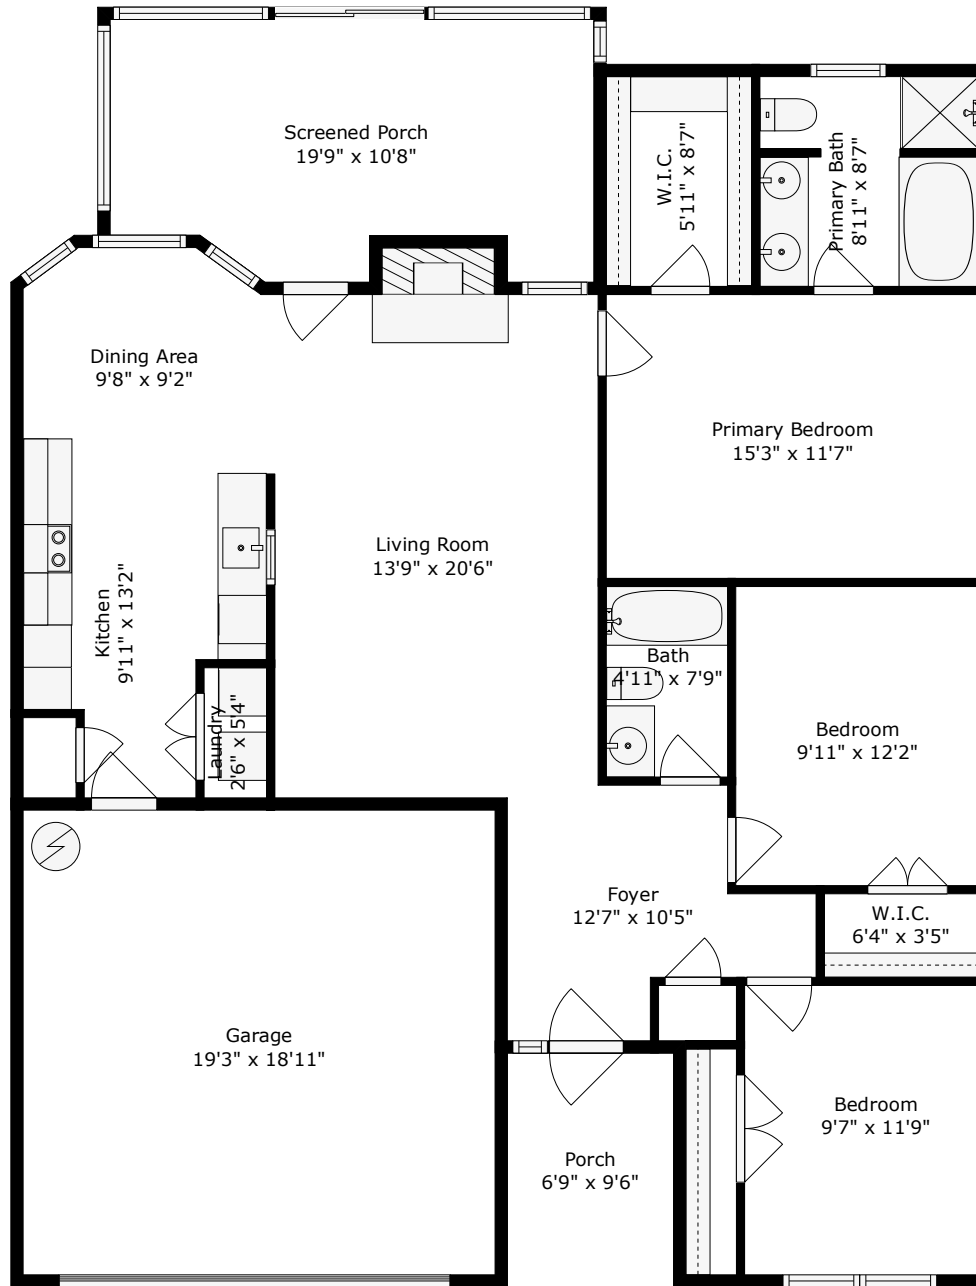 Screened Porch
19'9" x 10'8"
W.I.C.
5'11" x 8'7"
Primary Bath
8'11" x 8'7"
Dining Area
9'8" x 9'2"
Primary Bedroom
15'3" x 11'7"
Living Room
13'9" x 20'6"
Kitchen
9'11" x 13'2"
Bath
4'11" x 7'9"
Laundry
2'6" x 5'4"
Bedroom
9'11" x 12'2"
Foyer
12'7" x 10'5"
W.I.C.
6'4" x 3'5"
Garage
19'3" x 18'11"
Bedroom
9'7" x 11'9"
Porch
6'9" x 9'6"